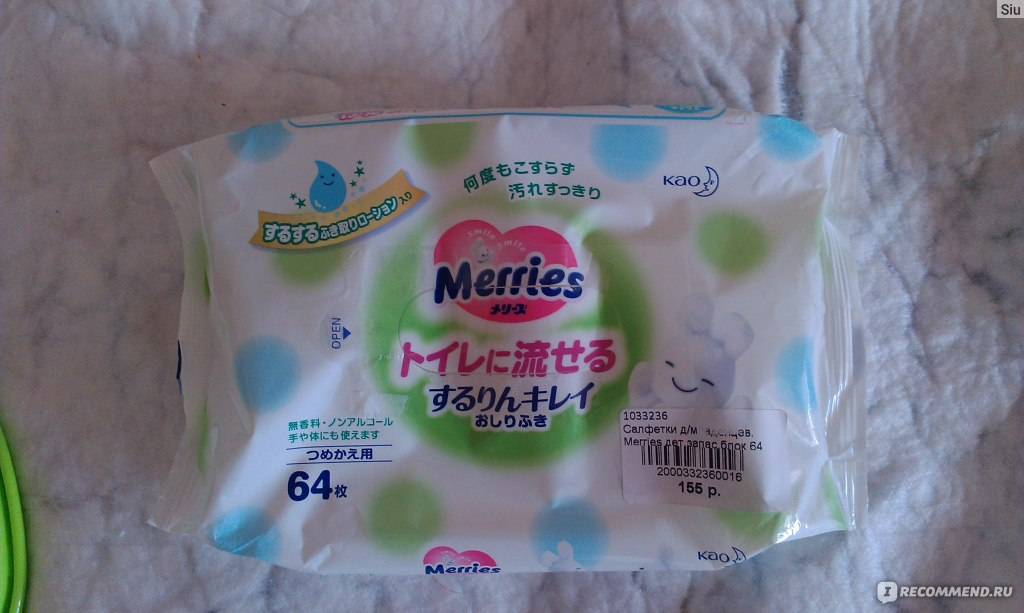 Siu
何度もこすらず
汚れすっきり
Kao
するするふき取りローション入り
Smile Smile
Merries
メリーズ
OPEN
トイレに流せる
するりんキレイ
おしりふき
無香料・ノンアルコール
手や体にも使えます
つめかえ用
64枚
1033236
Салфетки д/м
Merries дет запас блок 64
2000332360016
155 р.
Merries
Kao
IRECOMMEND.RU